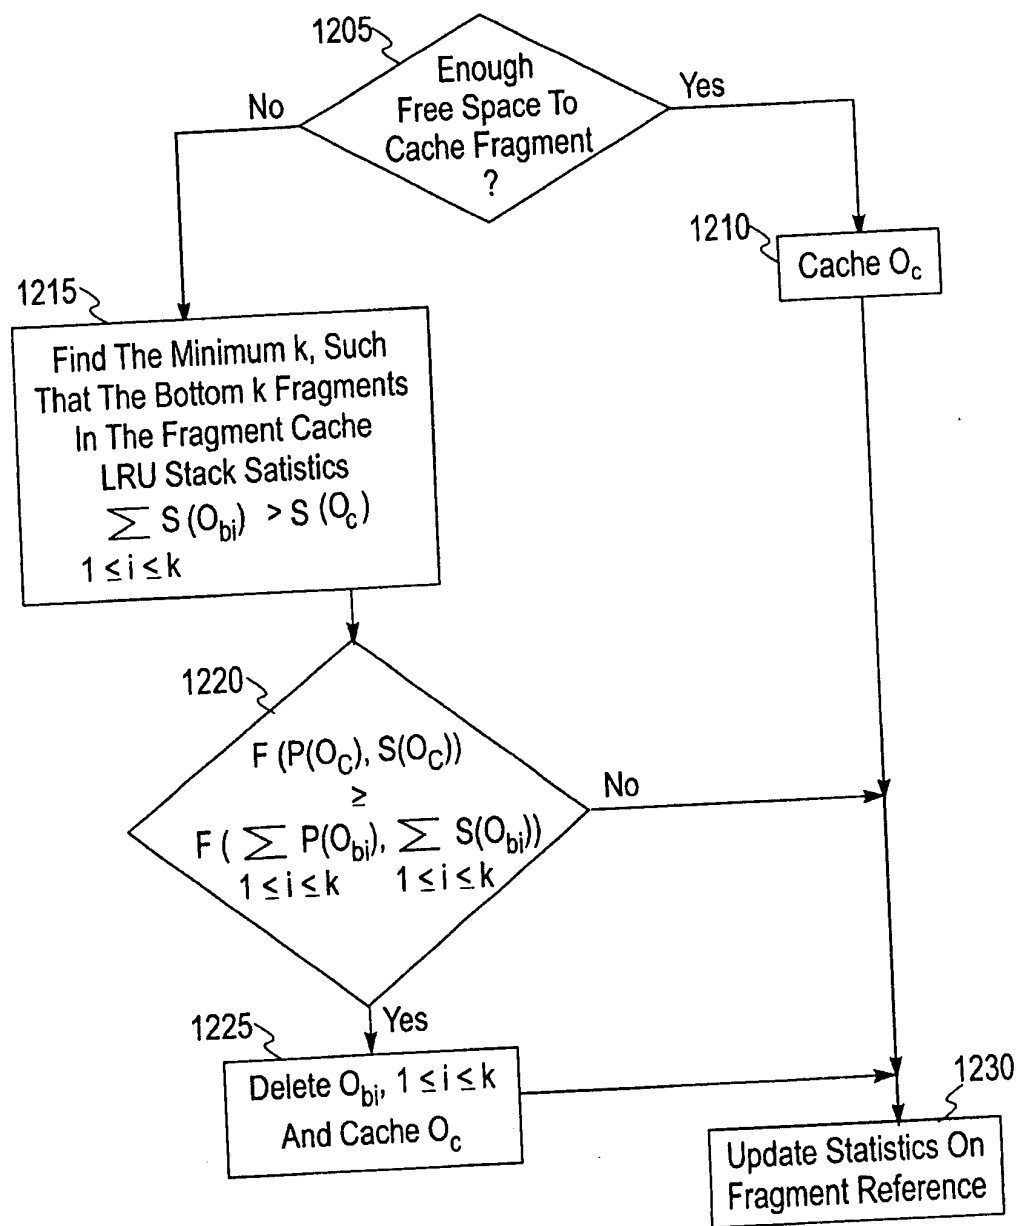 1205
Enough
Free Space To
Cache Fragment
?
No
Yes
1210
Cache O_c
1215
Find The Minimum k, Such
That The Bottom k Fragments
In The Fragment Cache
LRU Stack Satistics
∑ S(O_bi) > S(O_c)
1 ≤ i ≤ k
1220
F (P(O_C), S(O_C))
≥
F ( ∑ P(O_bi), ∑ S(O_bi))
1 ≤ i ≤ k 1 ≤ i ≤ k
No
Yes
1225
Delete O_bi, 1 ≤ i ≤ k
And Cache O_c
1230
Update Statistics On
Fragment Reference